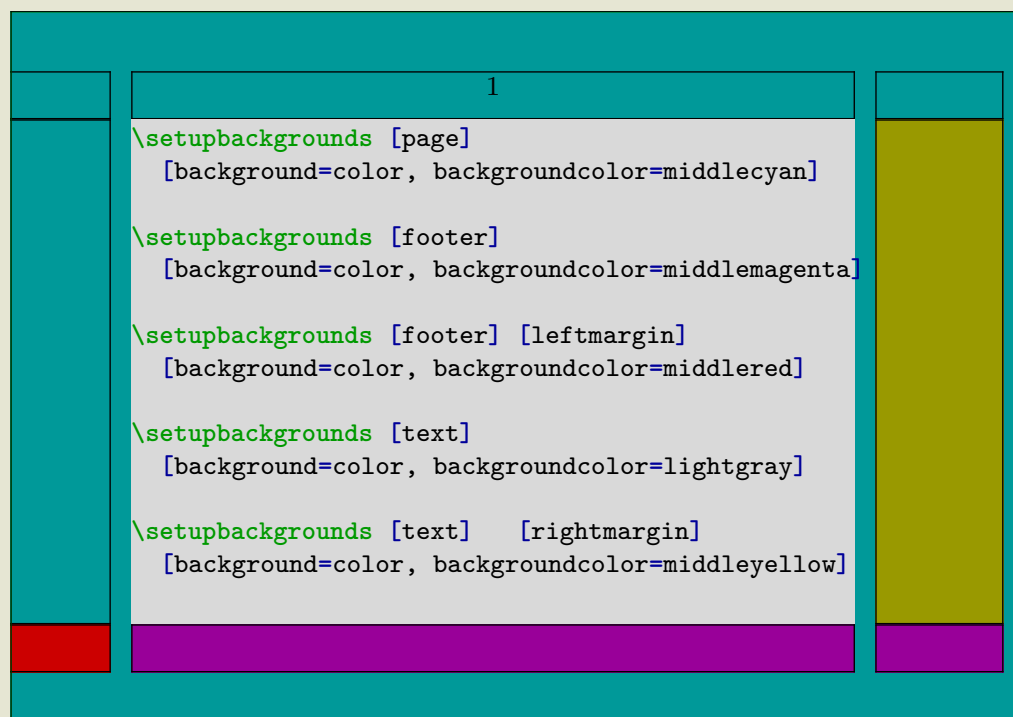 1
\setupbackgrounds [page]
  [background=color, backgroundcolor=middlecyan]
\setupbackgrounds [footer]
  [background=color, backgroundcolor=middlemagenta]
\setupbackgrounds [footer] [leftmargin]
  [background=color, backgroundcolor=middlered]
\setupbackgrounds [text]
  [background=color, backgroundcolor=lightgray]
\setupbackgrounds [text]   [rightmargin]
  [background=color, backgroundcolor=middleyellow]